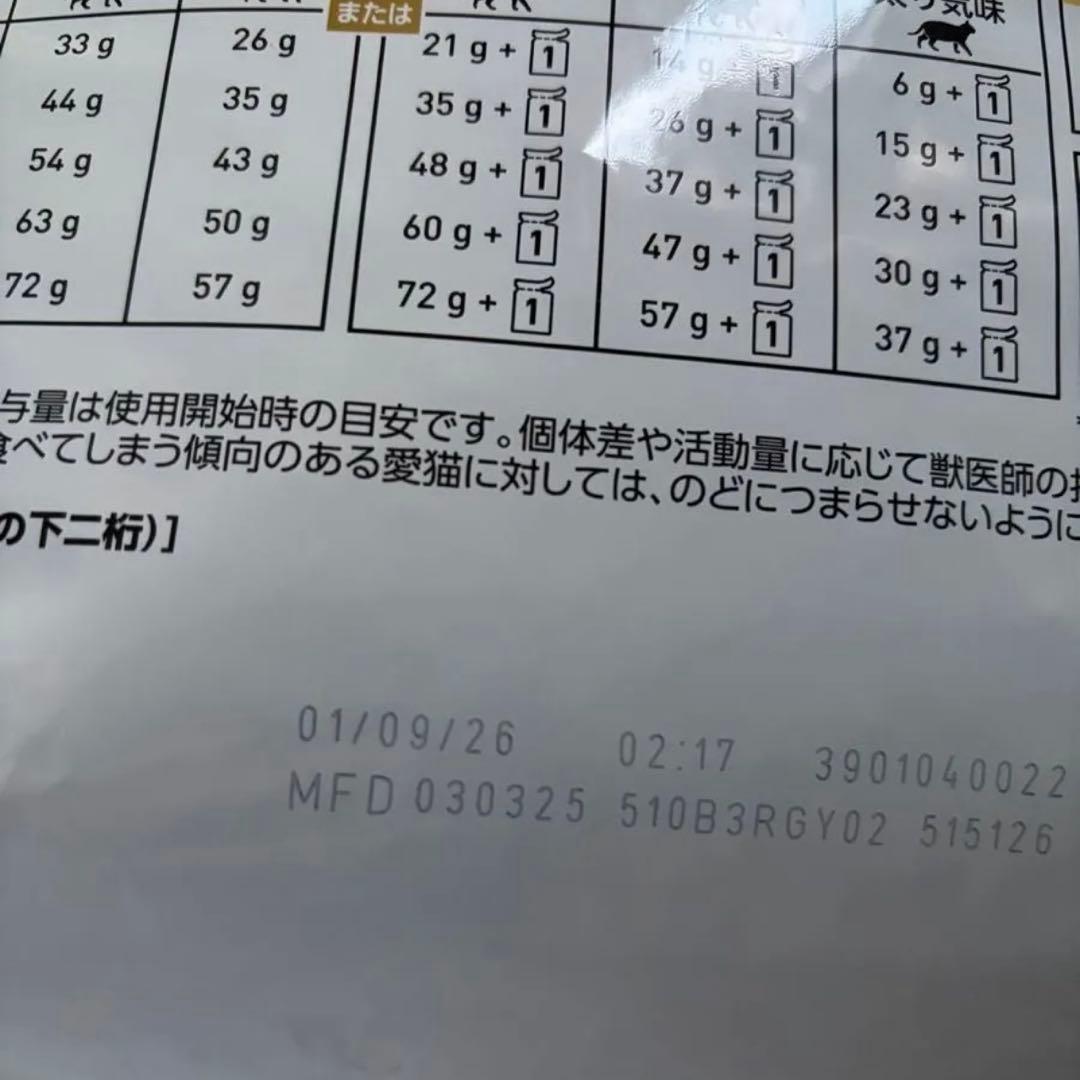 または
気味
33 g 26 g 21 g + 1 14 g + 1 6 g + 1
44 g 35 g 35 g + 1 26 g + 1 15 g + 1
54 g 43 g 48 g + 1 37 g + 1 23 g + 1
63 g 50 g 60 g + 1 47 g + 1 30 g + 1
72 g 57 g 72 g + 1 57 g + 1 37 g + 1
与量は使用開始時の目安です。個体差や活動量に応じて獣医師の
食べてしまう傾向のある愛猫に対しては、のどにつまらせないように
の下二桁)]
01/09/26 02:17 3901040022
MFD 030325 510B3RGY02 515126